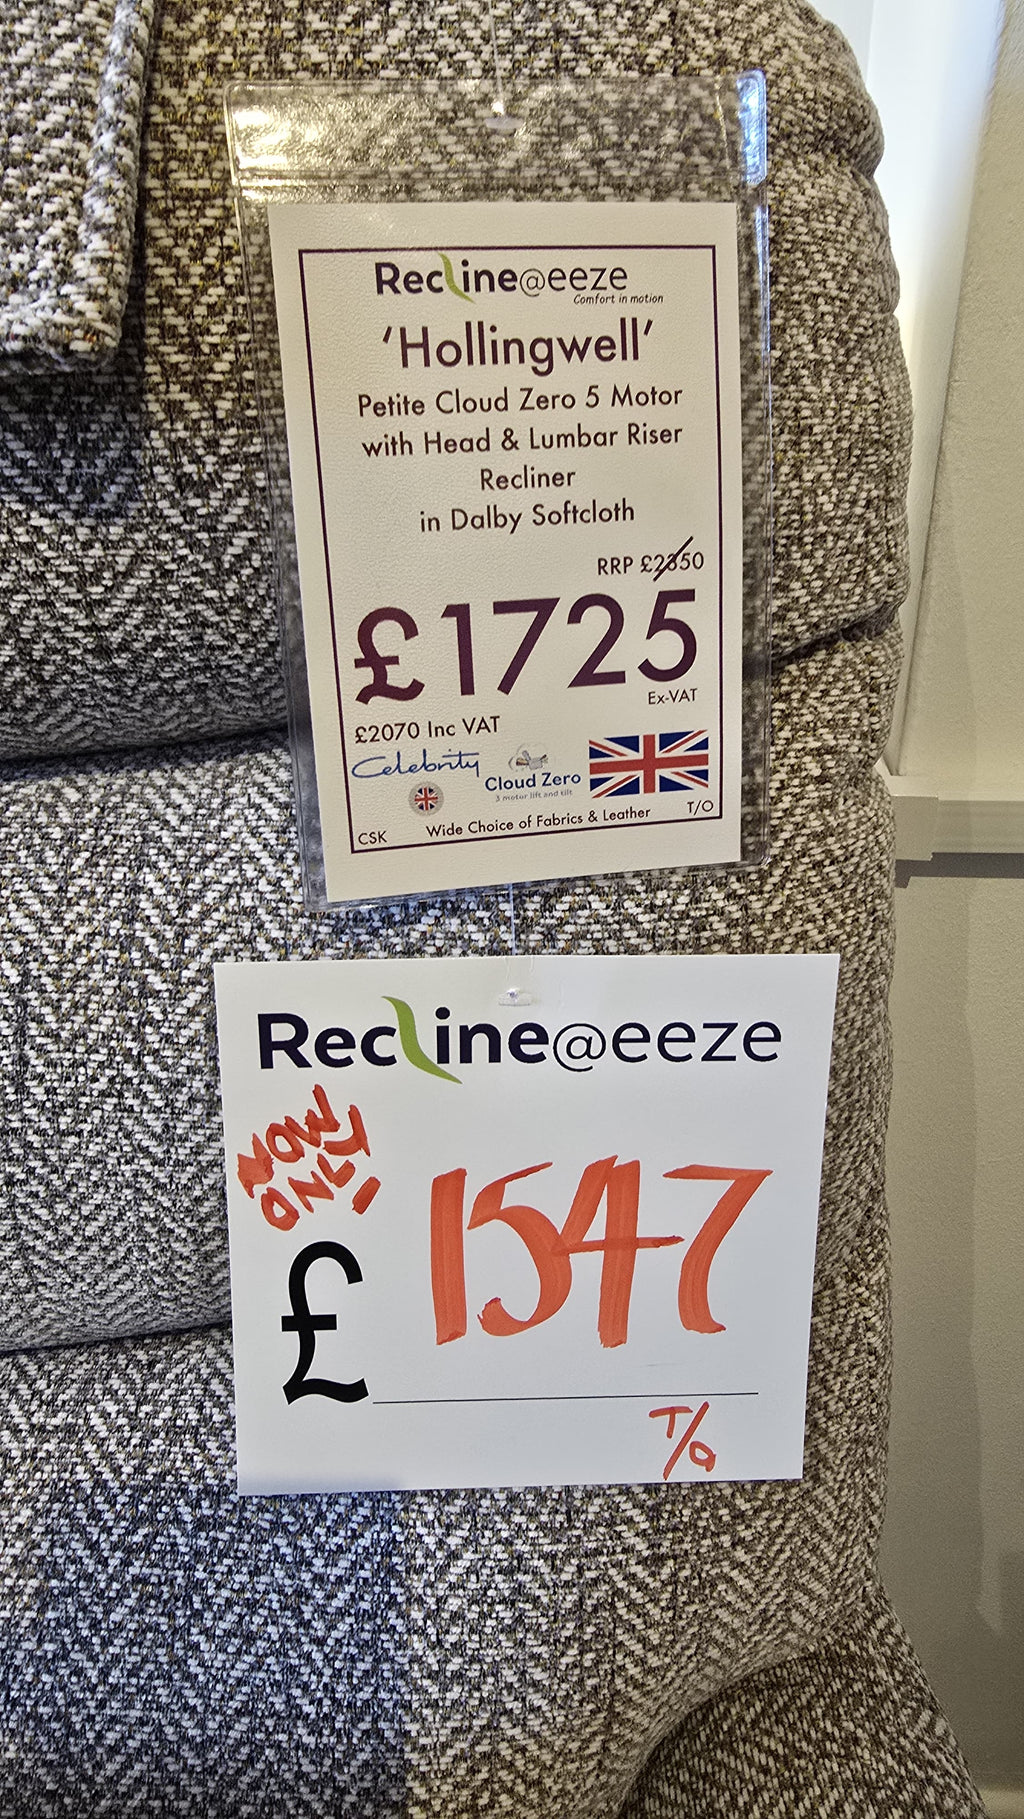 Recline@eeze
Comfort in motion
'Hollingwell'
Petite Cloud Zero 5 Motor
with Head & Lumbar Riser
Recliner
in Dalby Softcloth
RRP £2350
£1725
Ex-VAT
£2070 Inc VAT
Celebrity
Cloud Zero
3 motor lift and tilt
CSK
Wide Choice of Fabrics & Leather
T/O
Recline@eeze
NOW
ONLY
£ 1547
T/O